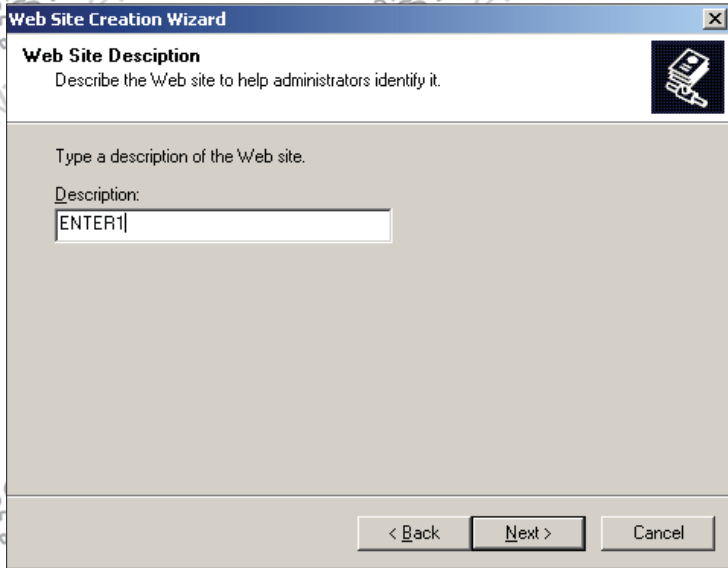 Web Site Creation Wizard
Web Site Desciption
Describe the Web site to help administrators identify it.
Type a description of the Web site.
Description:
ENTER1
< Back
Next >
Cancel